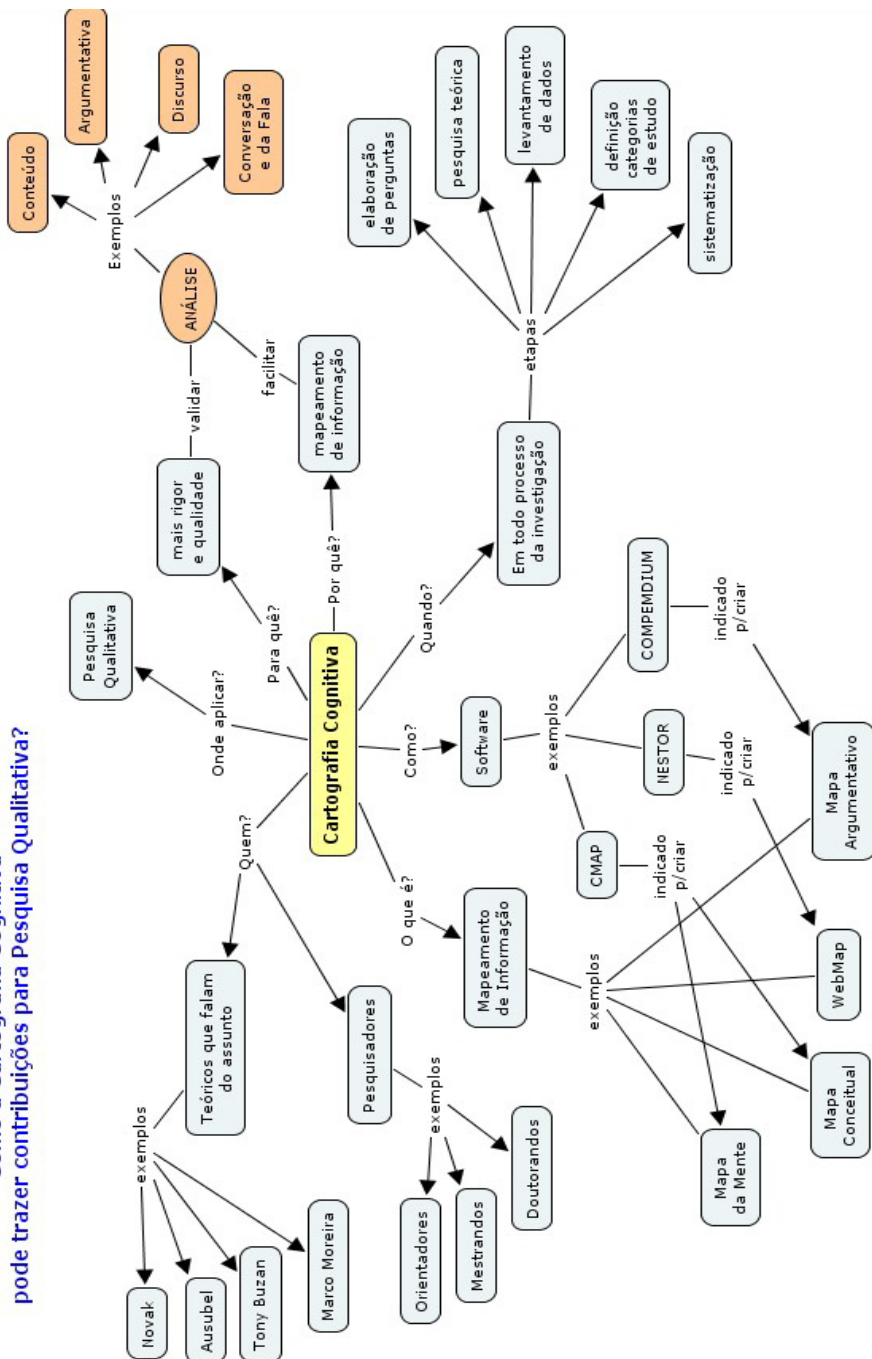 Como a Cartografia Cognitiva
pode trazer contribuições para Pesquisa Qualitativa?
Cartografia Cognitiva
Quem?
Teóricos que falam
do assunto
exemplos
Novak
Ausubel
Tony Buzan
Marco Moreira
Pesquisadores
exemplos
Orientadores
Mestrandos
Doutorandos
Onde aplicar?
Pesquisa
Qualitativa
Para quê?
mais rigor
e qualidade
validar
ANÁLISE
Exemplos
Conteúdo
Argumentativa
Discurso
Conversação
e da Fala
facilitar
Por quê?
mapeamento
de informação
Quando?
Em todo processo
da investigação
etapas
elaboração
de perguntas
pesquisa teórica
levantamento
de dados
definição
categorias
de estudo
sistematização
Como?
Software
exemplos
CMAP
indicado
p/criar
NESTOR
indicado
p/criar
COMPEMDIUM
indicado
p/criar
O que é?
Mapeamento
de Informação
exemplos
Mapa
da Mente
Mapa
Conceitual
WebMap
Mapa
Argumentativo